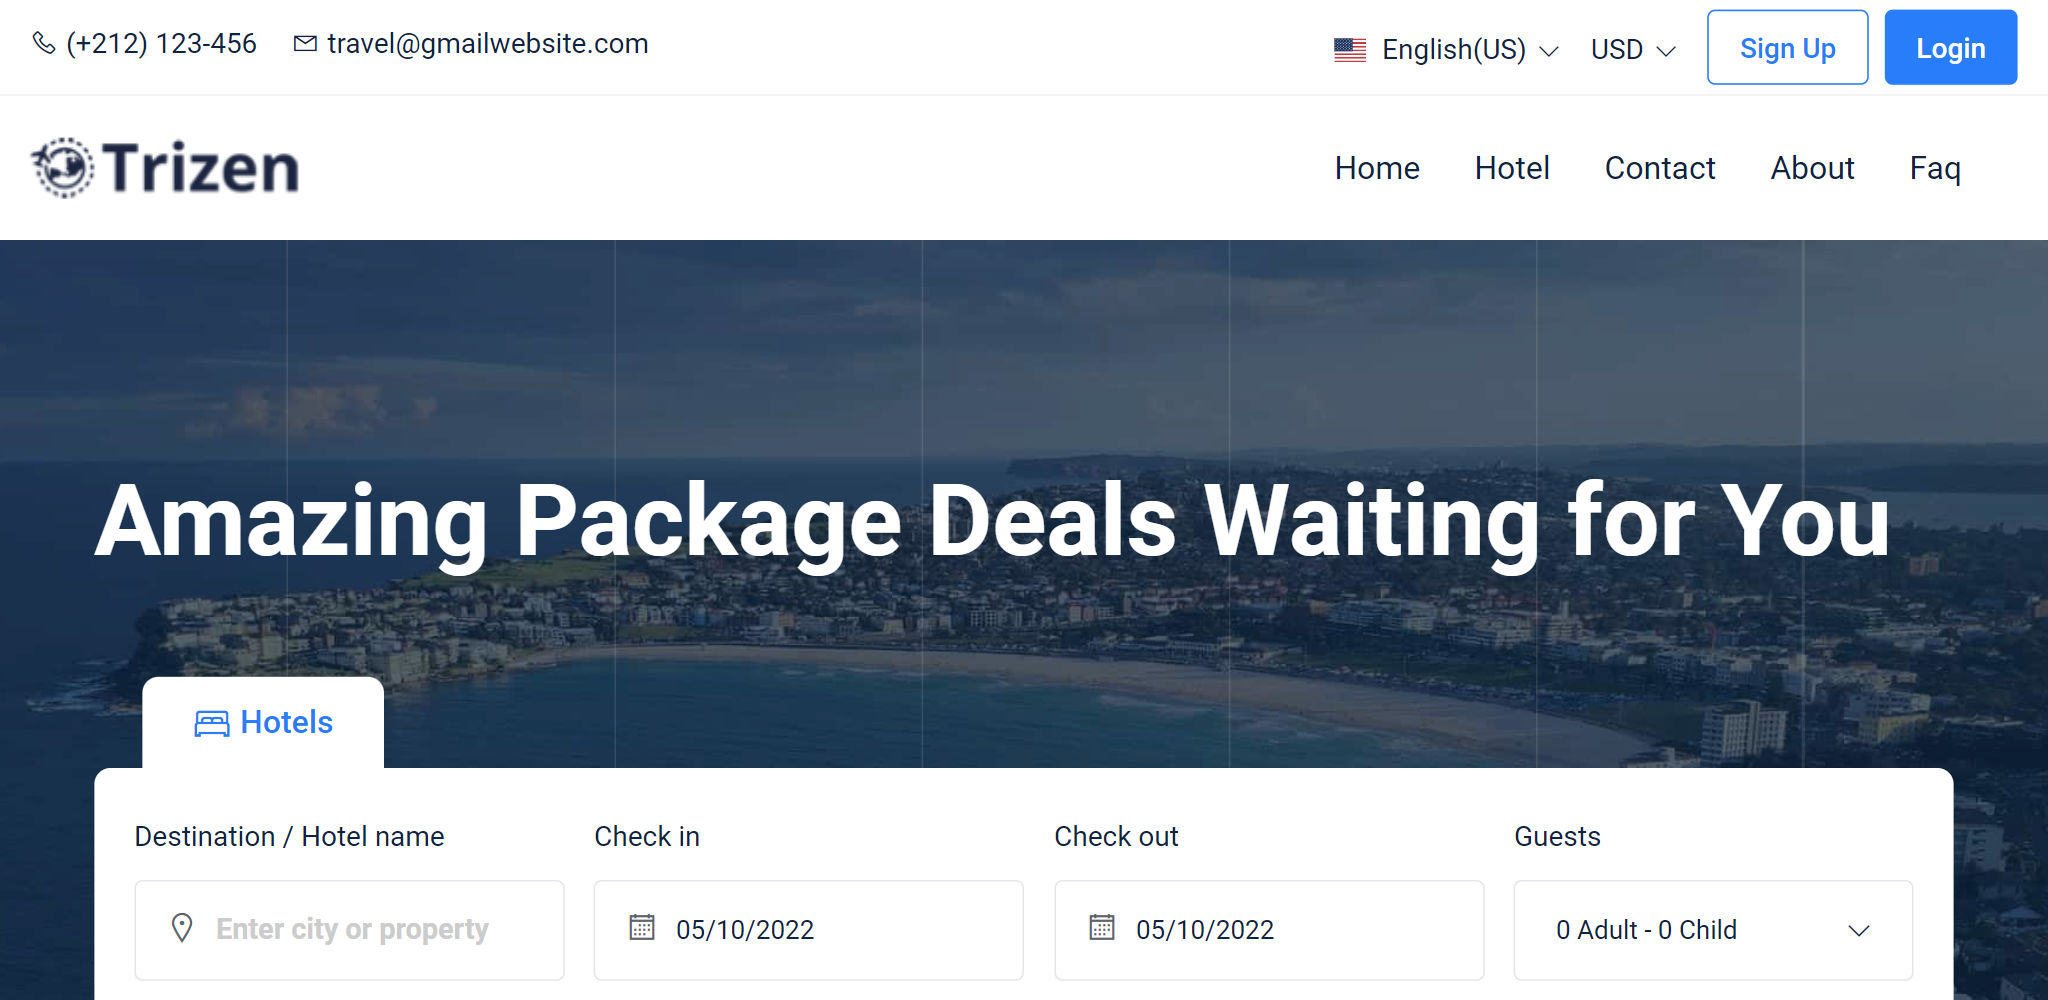 (+212) 123-456 travel@gmailwebsite.com English(US) USD Sign Up Login
Trizen Home Hotel Contact About Faq
Amazing Package Deals Waiting for You
Hotels
Destination / Hotel name Check in Check out Guests
Enter city or property 05/10/2022 05/10/2022 0 Adult - 0 Child